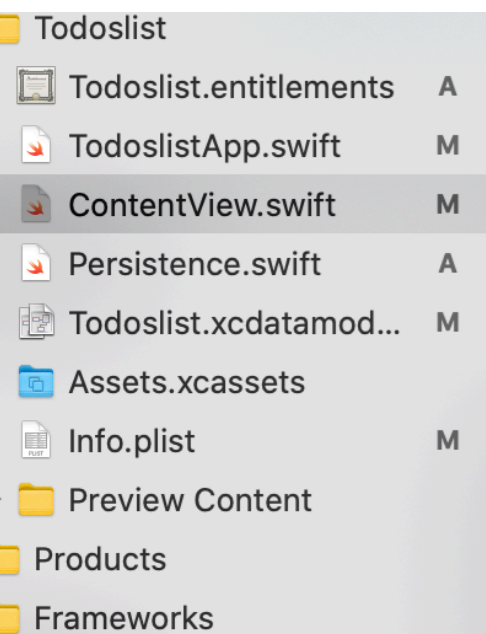 Todoslist
Todoslist.entitlements A
TodoslistApp.swift M
ContentView.swift M
Persistence.swift A
Todoslist.xcdatamod... M
Assets.xcassets
Info.plist M
Preview Content
Products
Frameworks